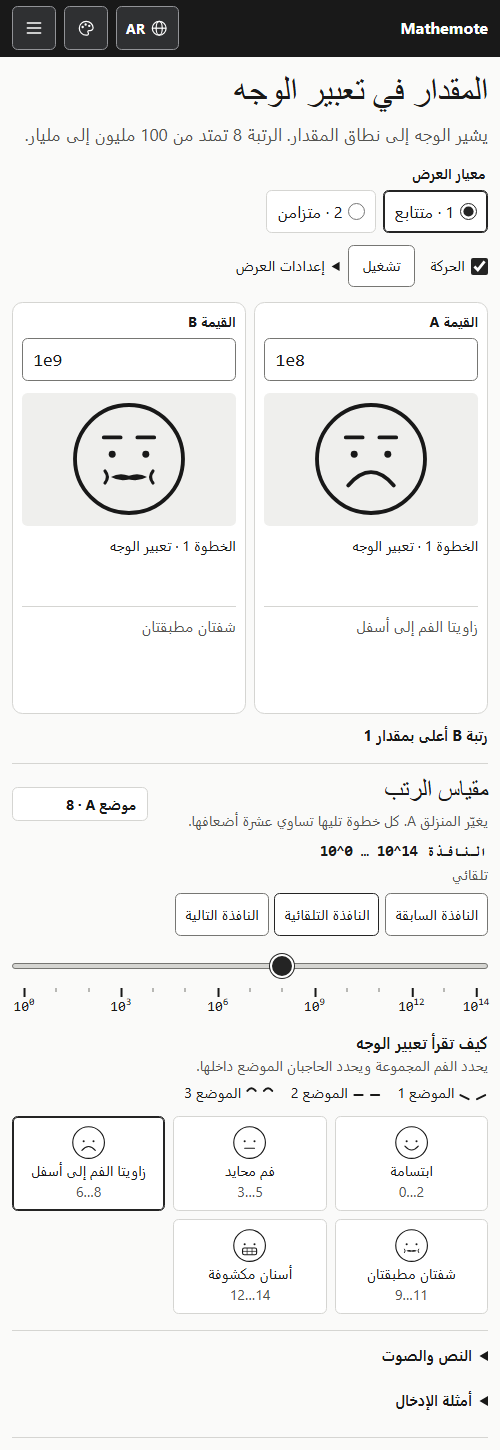 Mathemote
AR
المقدار في تعبير الوجه
يشير الوجه إلى نطاق المقدار. الرتبة 8 تمتد من 100 مليون إلى مليار.
معيار العرض
1 · متتابع
2 · متزامن
الحركة
تشغيل
إعدادات العرض
القيمة A
1e8
الخطوة 1 · تعبير الوجه
زاويتا الفم إلى أسفل
القيمة B
1e9
الخطوة 1 · تعبير الوجه
شفتان مطبقتان
رتبة B أعلى بمقدار 1
مقياس الرتب
موضع A · 8
يغيّر المنزلق A. كل خطوة تليها تساوي عشرة أضعافها.
النافذة 10^14 … 10^0
تلقائي
النافذة السابقة
النافذة التلقائية
النافذة التالية
10⁰ 10³ 10⁶ 10⁹ 10¹² 10¹⁴
كيف تقرأ تعبير الوجه
يحدد الفم المجموعة ويحدد الحاجبان الموضع داخلها.
الموضع 1 الموضع 2 الموضع 3
ابتسامة
0…2
فم محايد
3…5
زاويتا الفم إلى أسفل
6…8
شفتان مطبقتان
9…11
أسنان مكشوفة
12…14
النص والصوت
أمثلة الإدخال